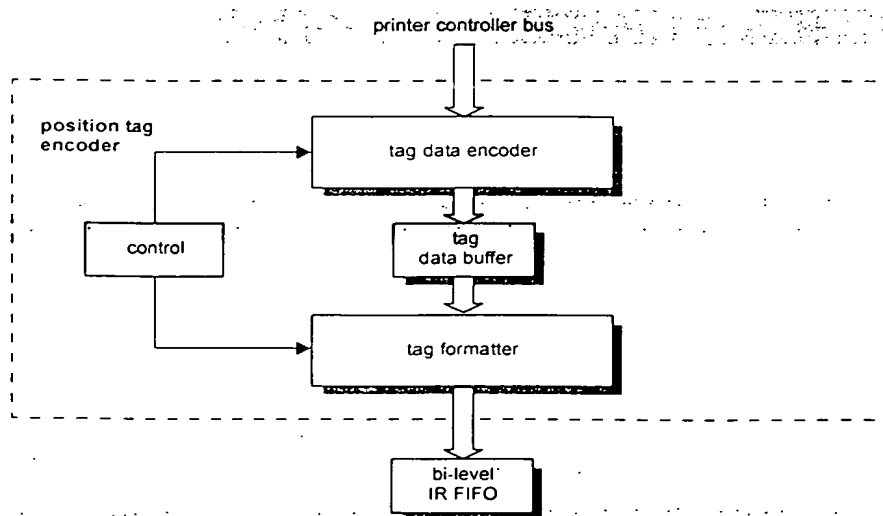 printer controller bus
position tag
encoder
tag data encoder
control
tag
data buffer
tag formatter
bi-level
IR FIFO